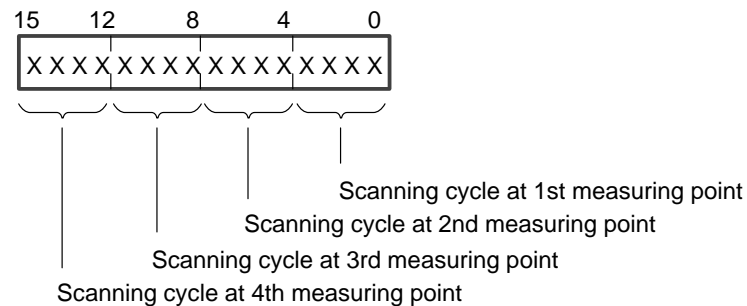 15 12 8 4 0
X X X X X X X X X X X X X X X X
Scanning cycle at 1st measuring point
Scanning cycle at 2nd measuring point
Scanning cycle at 3rd measuring point
Scanning cycle at 4th measuring point